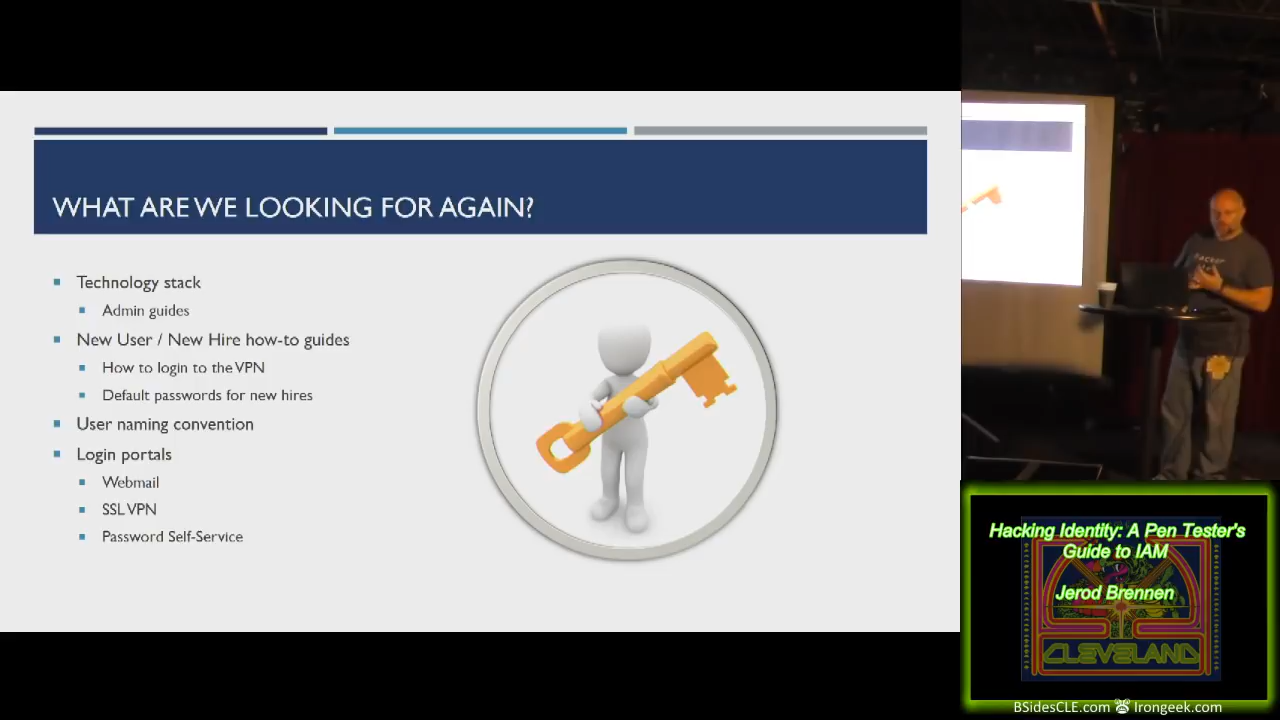 WHAT ARE WE LOOKING FOR AGAIN?
Technology stack
Admin guides
New User / New Hire how-to guides
How to login to the VPN
Default passwords for new hires
User naming convention
Login portals
Webmail
SSL VPN
Password Self-Service
Hacking Identity: A Pen Tester's
Guide to IAM
Jerod Brennen
CLEVELAND
BSidesCLE.com Irongeek.com